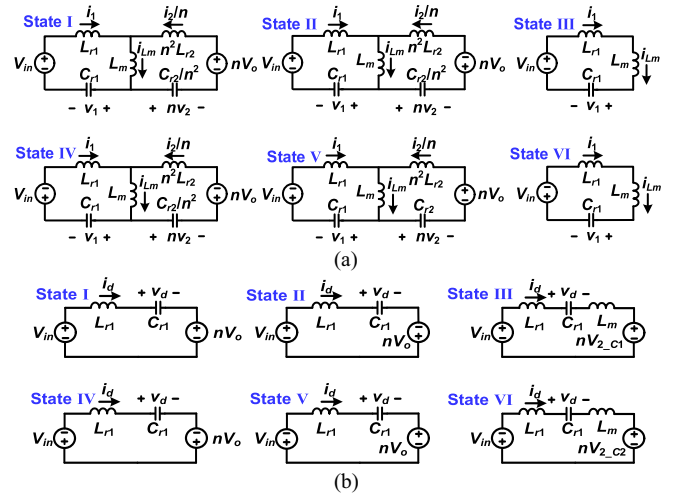 State I i₁ i₂/n State II i₁ i₂/n State III i₁
Lr1 iLm n²Lr2 Lr1 iLm n²Lr2 Lr1
Vin Lm nVo Vin Lm nVo Vin Lm iLm
Cr1 Cr2/n² Cr1 Cr2/n² Cr1
− v₁ + + nv₂ − − v₁ + + nv₂ − − v₁ +
State IV i₁ i₂/n State V i₁ i₂/n State VI i₁
Lr1 n²Lr2 Lr1 n²Lr2 Lr1
Vin Lm iLm nVo Vin Lm iLm nVo Vin Lm iLm
Cr1 Cr2/n² Cr1 Cr2 Cr1
− v₁ + + nv₂ − − v₁ + + nv₂ − − v₁ +
(a)
State I id + vd − State II id + vd − State III id + vd −
Lr1 Cr1 Lr1 Cr1 Lr1 Cr1 Lm
Vin nVo Vin nVo Vin nV2_C1
State IV id + vd − State V id + vd − State VI id + vd −
Lr1 Cr1 Lr1 Cr1 Lr1 Cr1 Lm
Vin nVo Vin nVo Vin nV2_C2
(b)